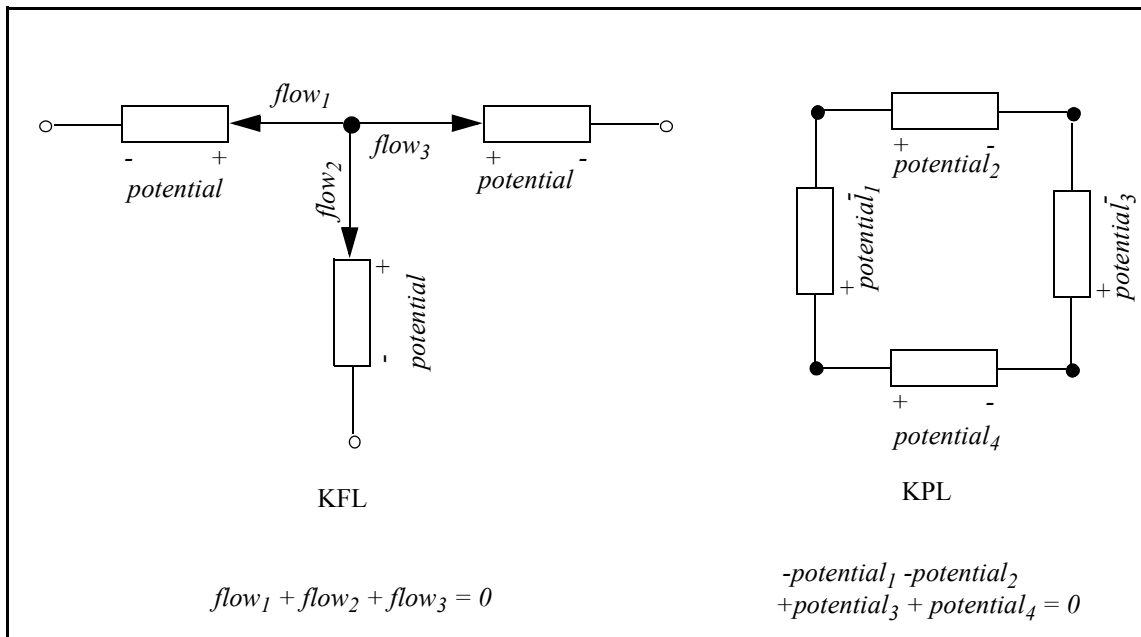 flow₁
flow₃
flow₂
- +
potential
+ -
potential
+
-
potential
KFL
flow₁ + flow₂ + flow₃ = 0
+ -
potential₂
-
+
potential₁
-
+
potential₃
+ -
potential₄
KPL
-potential₁ -potential₂
+potential₃ + potential₄ = 0